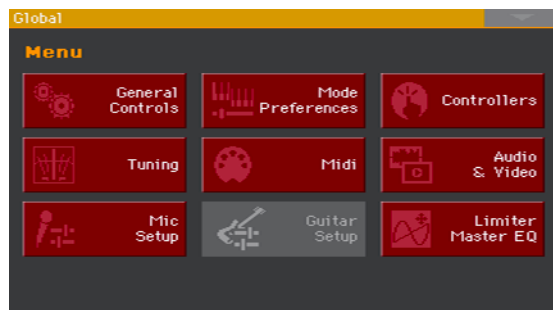 Global
Menu
General
Controls
Mode
Preferences
Controllers
Tuning
Midi
Audio
& Video
Mic
Setup
Guitar
Setup
Limiter
Master EQ